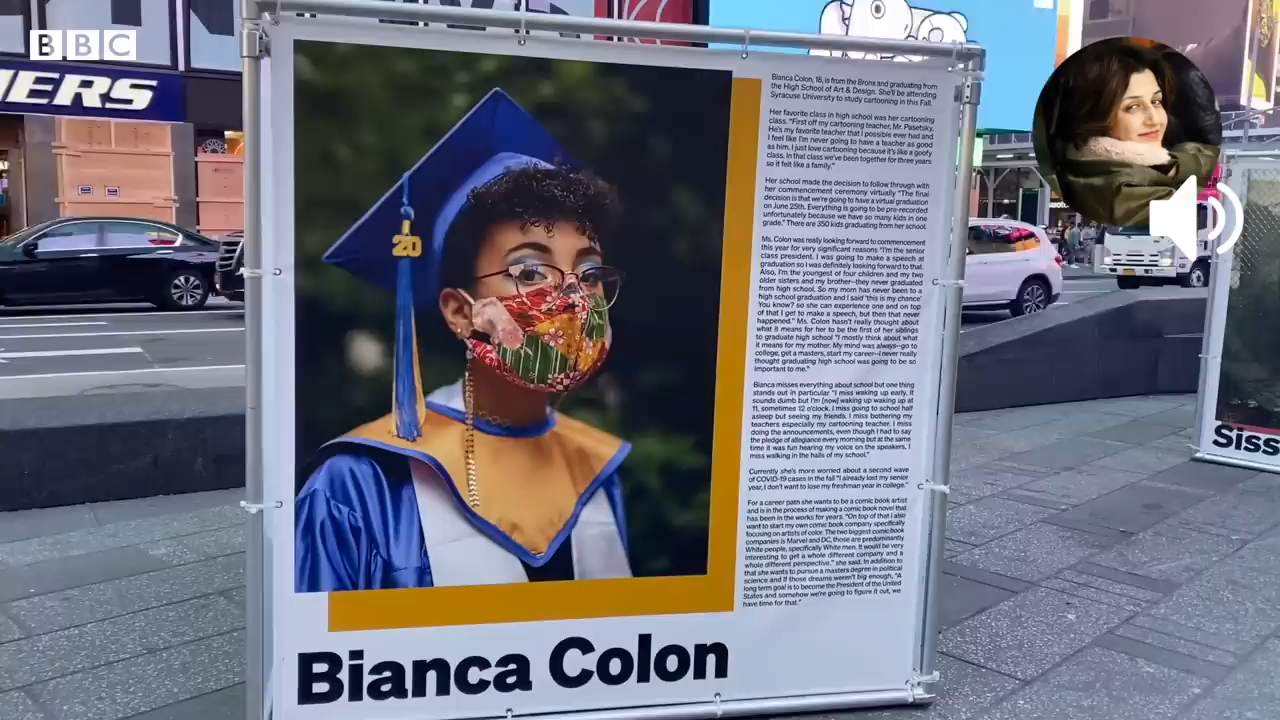 BBC
ERS
20
Bianca Colon, 18, is from the Bronx and graduating from
the High School of Art & Design. She'll be attending
Syracuse University to study cartooning in this Fall.
Her favorite class in high school was her cartooning
class. "First off my cartooning teacher, Mr. Pasetsky.
He's my favorite teacher that I possible ever had and
I feel like I'm never going to have a teacher as good
as him. I just love cartooning because it's like a goofy
class. In that class we've been together for three years
so it felt like a family."
Her school made the decision to follow through with
her commencement ceremony virtually "The final
decision is that we're going to have a virtual graduation
on June 25th. Everything is going to be pre-recorded
unfortunately because we have so many kids in one
grade." There are 350 kids graduating from her school.
Ms. Colon was really looking forward to commencement
this year for very significant reasons "I'm the senior
class president. I was going to make a speech at
graduation so I was definitely looking forward to that.
Also, I'm the youngest of four children and my two
older sisters and my brother—they never graduated
from high school. So my mom has never been to a
high school graduation and I said 'this is my chance'
You know? so she can experience one and on top
of that I get to make a speech, but then that never
happened." Ms. Colon hasn't really thought about
what it means for her to be the first of her siblings
to graduate high school "I mostly think about what
it means for my mother. My mind was always—go to
college, get a masters, start my career—I never really
thought graduating high school was going to be so
important to me."
Bianca misses everything about school but one thing
stands out in particular "I miss waking up early. It
sounds dumb but I'm [now] waking up waking up at
11, sometimes 12 o'clock. I miss going to school half
asleep but seeing my friends. I miss bothering my
teachers especially my cartooning teacher. I miss
doing the announcements, even though I had to say
the pledge of allegiance every morning but at the same
time it was fun hearing my voice on the speakers. I
miss walking in the halls of my school."
Currently she's more worried about a second wave
of COVID-19 cases in the fall "I already lost my senior
year, I don't want to lose my freshman year in college."
For a career path she wants to be a comic book artist
and is in the process of making a comic book novel that
has been in the works for years. "On top of that I also
want to start my own comic book company specifically
focusing on artists of color. The two biggest comic book
companies is Marvel and DC, those are predominantly
White people, specifically White men. It would be very
interesting to get a whole different company and a
whole different perspective." she said. In addition to
that she wants to pursue a masters degree in political
science and if those dreams weren't big enough, "A
long term goal is to become the President of the United
States and somehow we're going to figure it out, we
have time for that."
Bianca Colon
Siss